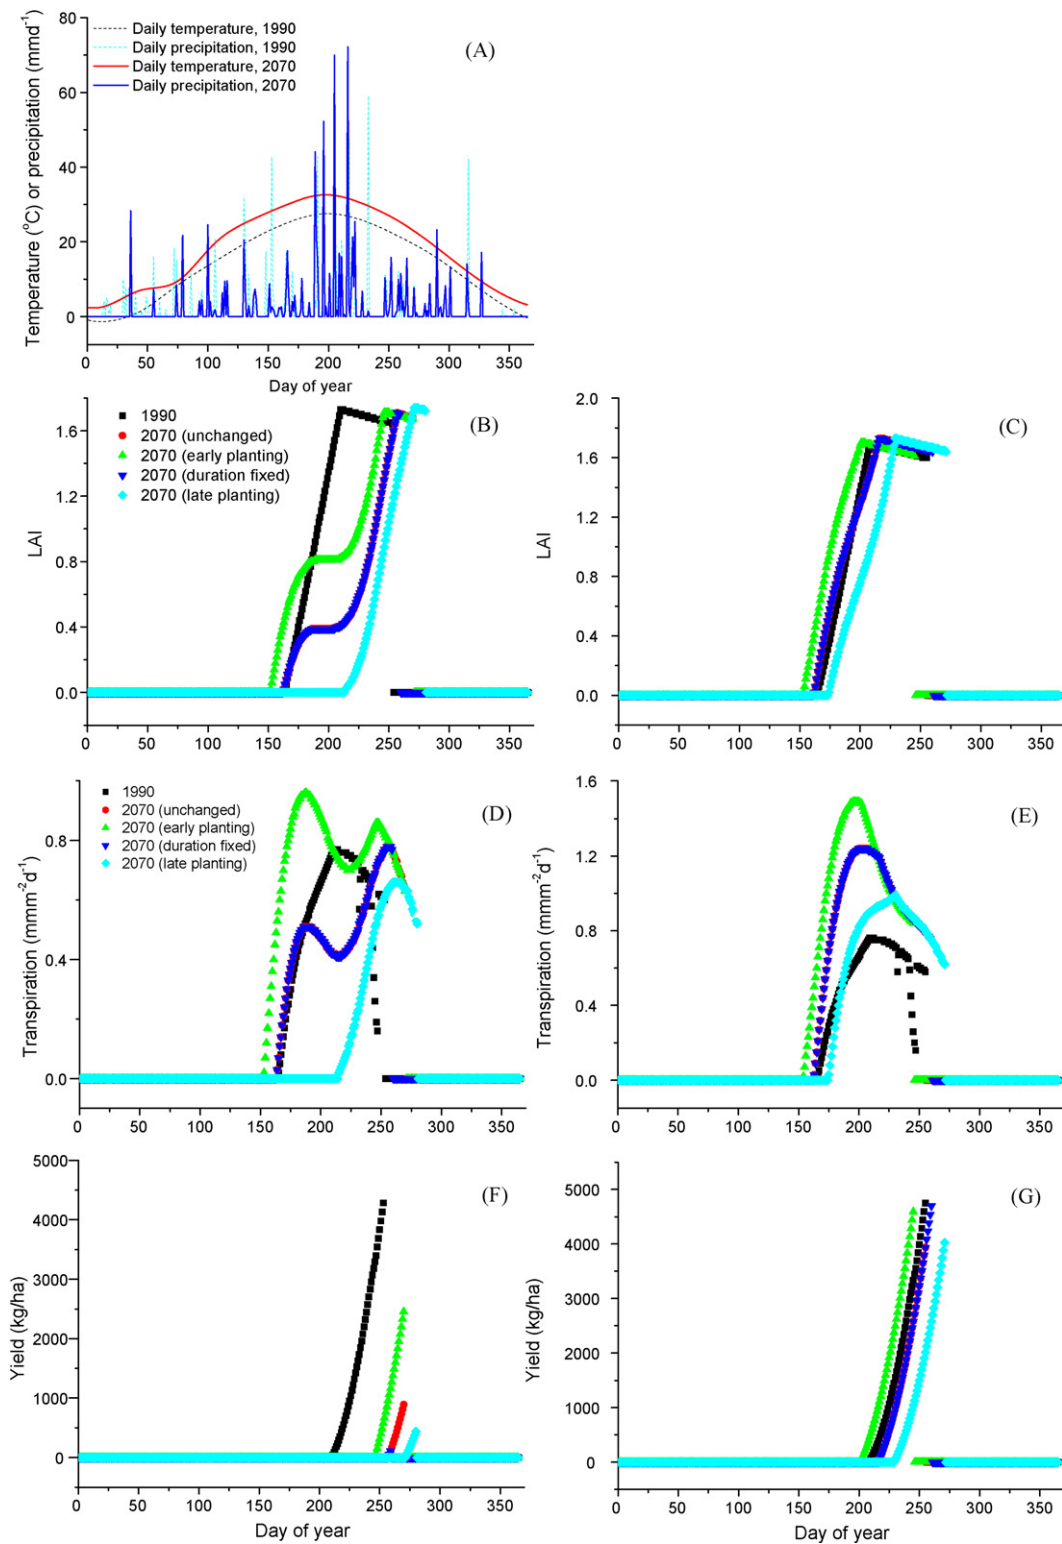 80
60
40
20
0
Temperature (°C) or precipitation (mmd⁻¹)
Daily temperature, 1990
Daily precipitation, 1990
Daily temperature, 2070
Daily precipitation, 2070
(A)
0 50 100 150 200 250 300 350
Day of year
1.6
1.2
0.8
0.4
0.0
LAI
1990
2070 (unchanged)
2070 (early planting)
2070 (duration fixed)
2070 (late planting)
(B)
0 50 100 150 200 250 300 350
2.0
1.6
1.2
0.8
0.4
0.0
LAI
(C)
0 50 100 150 200 250 300 350
0.8
0.4
0.0
Transpiration (mmm⁻²d⁻¹)
1990
2070 (unchanged)
2070 (early planting)
2070 (duration fixed)
2070 (late planting)
(D)
0 50 100 150 200 250 300 350
1.6
1.2
0.8
0.4
0.0
Transpiration (mmm⁻²d⁻¹)
(E)
0 50 100 150 200 250 300 350
5000
4000
3000
2000
1000
0
Yield (kg/ha)
(F)
0 50 100 150 200 250 300 350
Day of year
5000
4000
3000
2000
1000
0
Yield (kg/ha)
(G)
0 50 100 150 200 250 300 350
Day of year